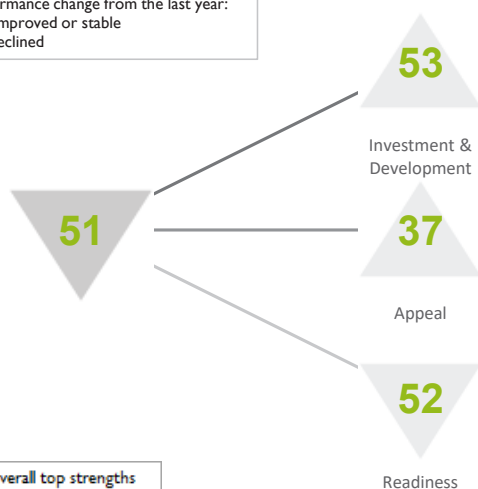 rmance change from the last year:
mproved or stable
eclined
53
Investment &
Development
51
37
Appeal
52
Readiness
verall top strengths